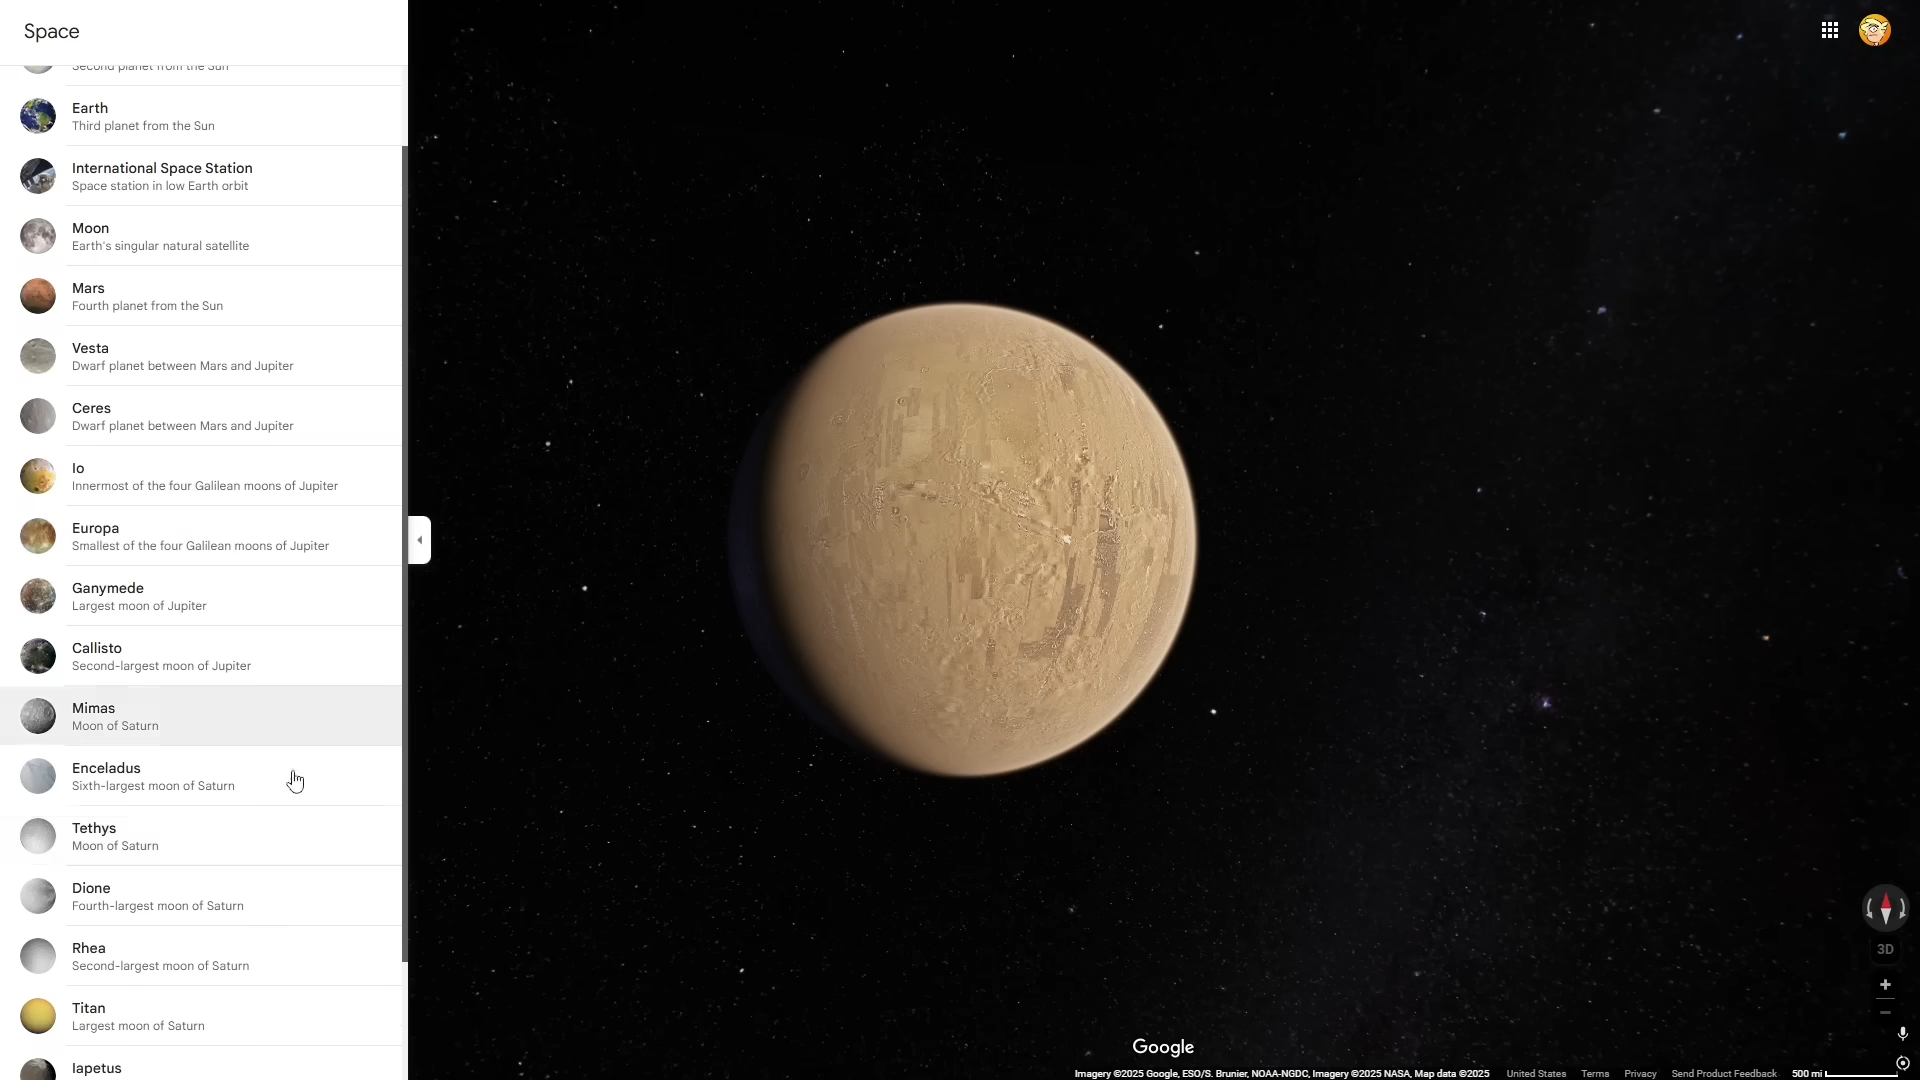 Space
Second planet from the Sun
Earth
Third planet from the Sun
International Space Station
Space station in low Earth orbit
Moon
Earth's singular natural satellite
Mars
Fourth planet from the Sun
Vesta
Dwarf planet between Mars and Jupiter
Ceres
Dwarf planet between Mars and Jupiter
Io
Innermost of the four Galilean moons of Jupiter
Europa
Smallest of the four Galilean moons of Jupiter
Ganymede
Largest moon of Jupiter
Callisto
Second-largest moon of Jupiter
Mimas
Moon of Saturn
Enceladus
Sixth-largest moon of Saturn
Tethys
Moon of Saturn
Dione
Fourth-largest moon of Saturn
Rhea
Second-largest moon of Saturn
Titan
Largest moon of Saturn
Iapetus
3D
Google
Imagery ©2025 Google, ESO/S. Brunier, NOAA-NGDC, Imagery ©2025 NASA, Map data ©2025 United States Terms Privacy Send Product Feedback 500 mi